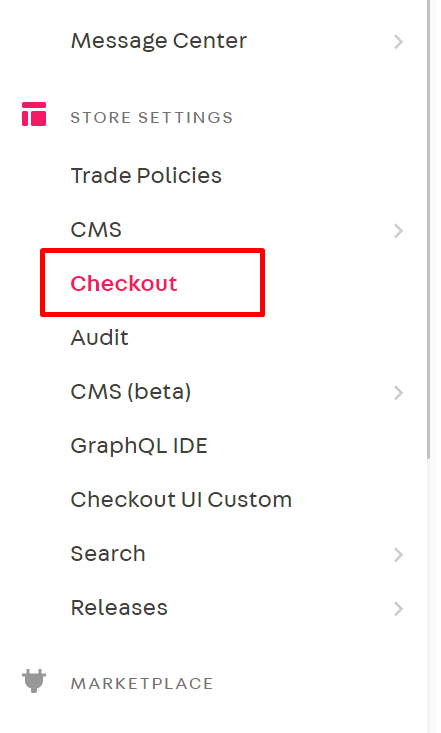 Message Center
STORE SETTINGS
Trade Policies
CMS
Checkout
Audit
CMS (beta)
GraphQL IDE
Checkout UI Custom
Search
Releases
MARKETPLACE